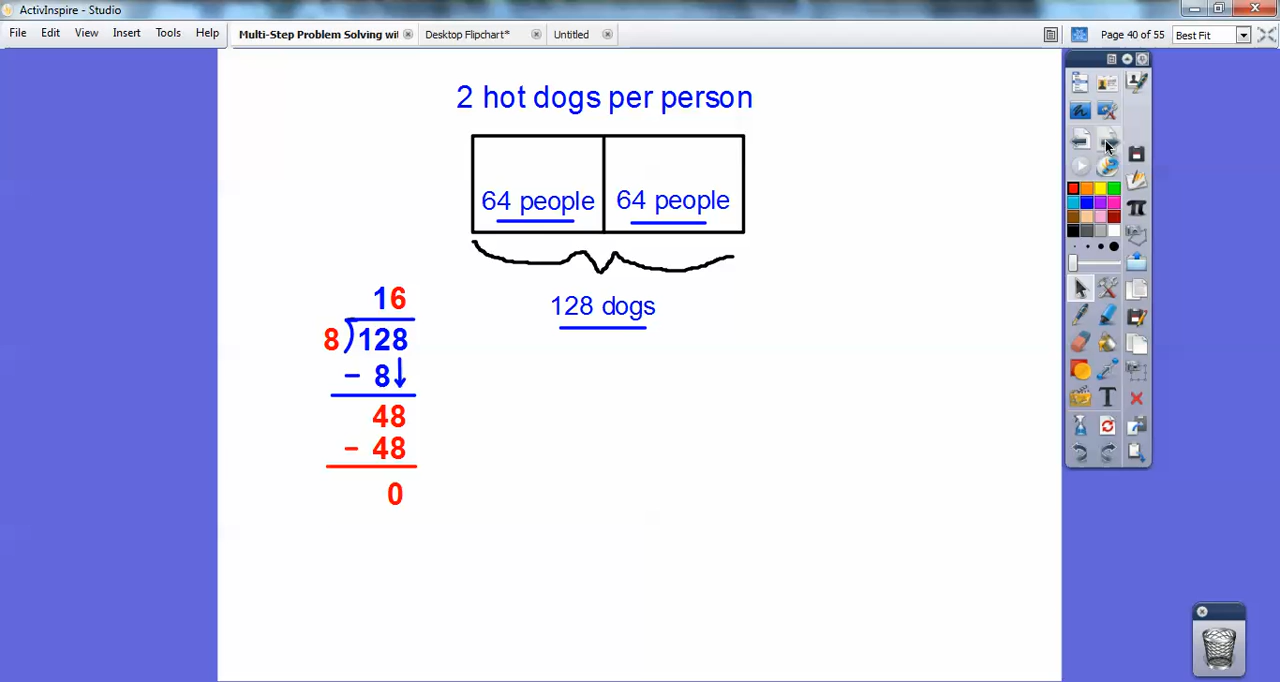 ActivInspire - Studio
File Edit View Insert Tools Help
Multi-Step Problem Solving wil Desktop Flipchart* Untitled
Page 40 of 55 Best Fit
2 hot dogs per person
64 people 64 people
128 dogs
16
8)128
- 8↓
48
- 48
0
T
π